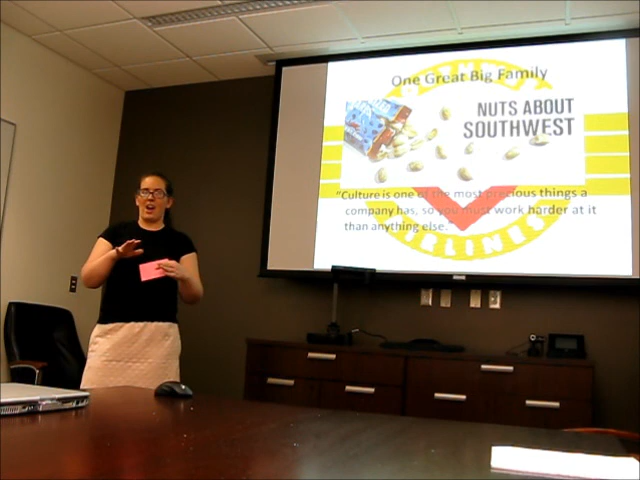 One Great Big Family
NUTS ABOUT
SOUTHWEST
"Culture is one of the most precious things a
company has, so you must work harder at it
than anything else."
AIRLINES